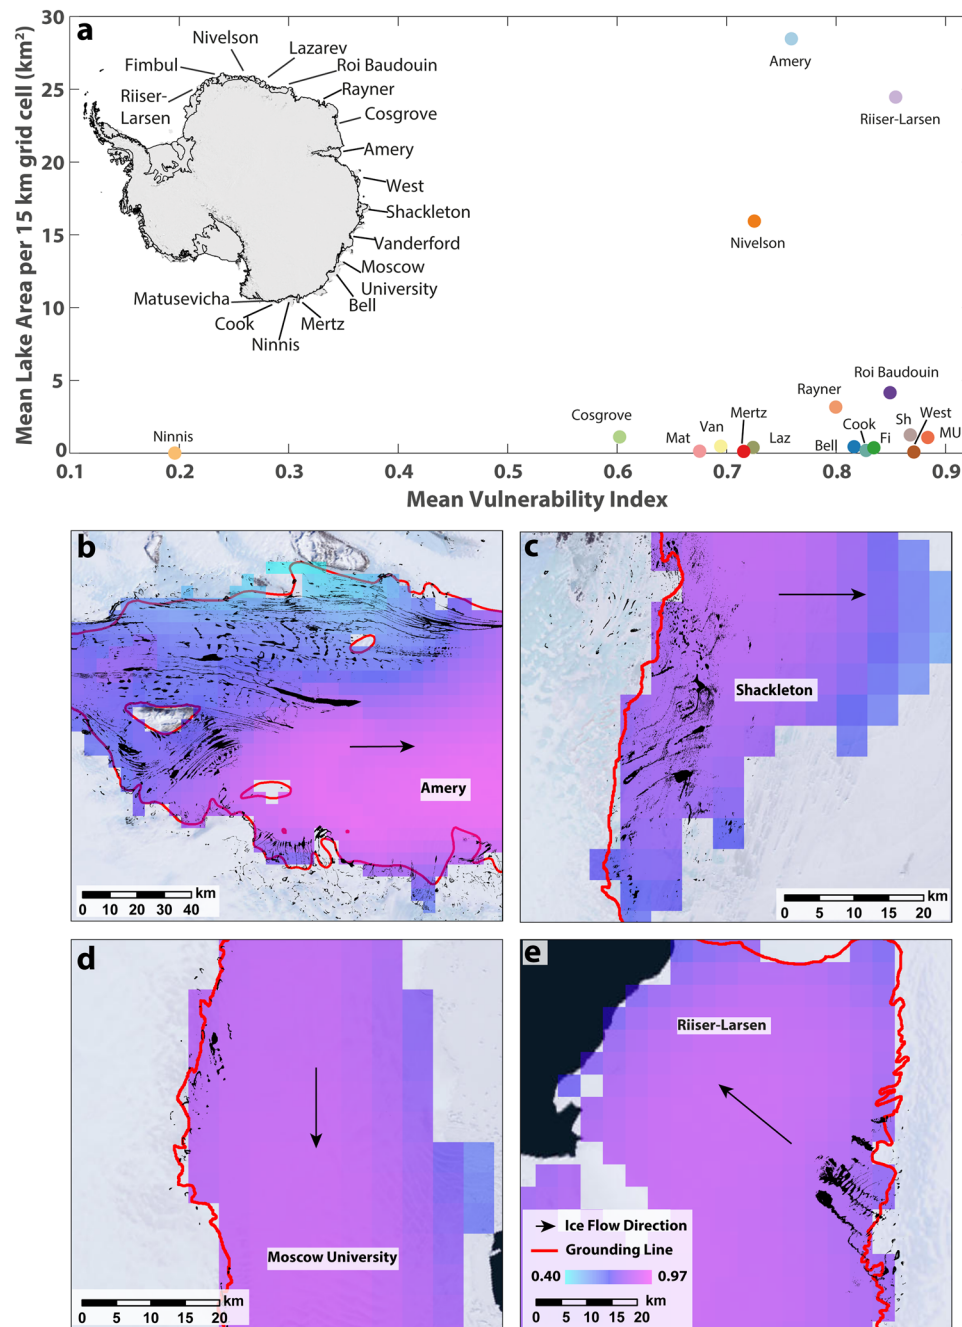 a
Mean Lake Area per 15 km grid cell (km²)
30
25
20
15
10
5
0
0.1
0.2
0.3
0.4
0.5
0.6
0.7
0.8
0.9
Mean Vulnerability Index
Nivelson
Lazarev
Fimbul
Roi Baudouin
Riiser-
Larsen
Rayner
Cosgrove
Amery
West
Shackleton
Vanderford
Moscow
University
Bell
Matusevicha
Cook
Mertz
Ninnis
Amery
Riiser-Larsen
Nivelson
Roi Baudouin
Rayner
Cosgrove
Mertz
Sh
West
Van
Cook
MU
Mat
Laz
Bell
Fi
Ninnis
b
Amery
km
0 10 20 30 40
c
Shackleton
km
0 5 10 15 20
d
Moscow University
km
0 5 10 15 20
e
Riiser-Larsen
Ice Flow Direction
Grounding Line
0.40 0.97
km
0 5 10 15 20